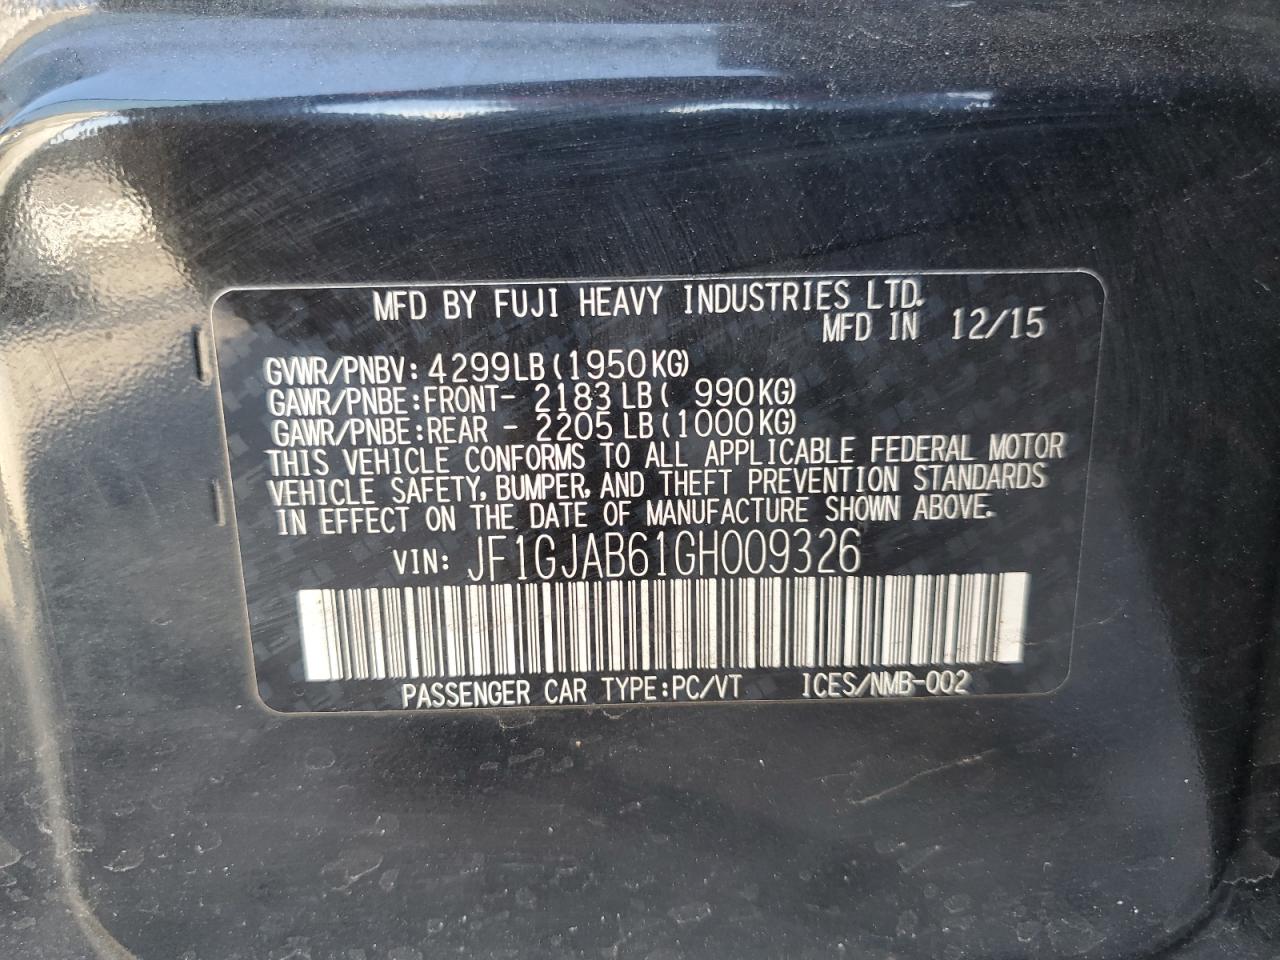 MFD BY FUJI HEAVY INDUSTRIES LTD.
MFD IN 12/15
GVWR/PNBV: 4299LB (1950KG)
GAWR/PNBE:FRONT- 2183 LB ( 990KG)
GAWR/PNBE:REAR - 2205 LB (1000KG)
THIS VEHICLE CONFORMS TO ALL APPLICABLE FEDERAL MOTOR
VEHICLE SAFETY, BUMPER, AND THEFT PREVENTION STANDARDS
IN EFFECT ON THE DATE OF MANUFACTURE SHOWN ABOVE.
VIN: JF1GJAB61GH009326
PASSENGER CAR TYPE:PC/VT ICES/NMB-002